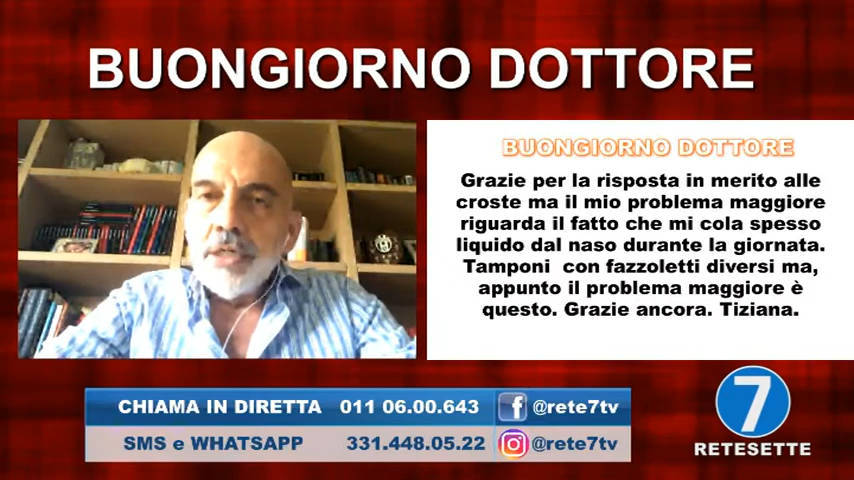 BUONGIORNO DOTTORE
BUONGIORNO DOTTORE
Grazie per la risposta in merito alle
croste ma il mio problema maggiore
riguarda il fatto che mi cola spesso
liquido dal naso durante la giornata.
Tamponi con fazzoletti diversi ma,
appunto il problema maggiore è
questo. Grazie ancora. Tiziana.
CHIAMA IN DIRETTA 011 06.00.643 @rete7tv
SMS e WHATSAPP 331.448.05.22 @rete7tv
7
RETESETTE